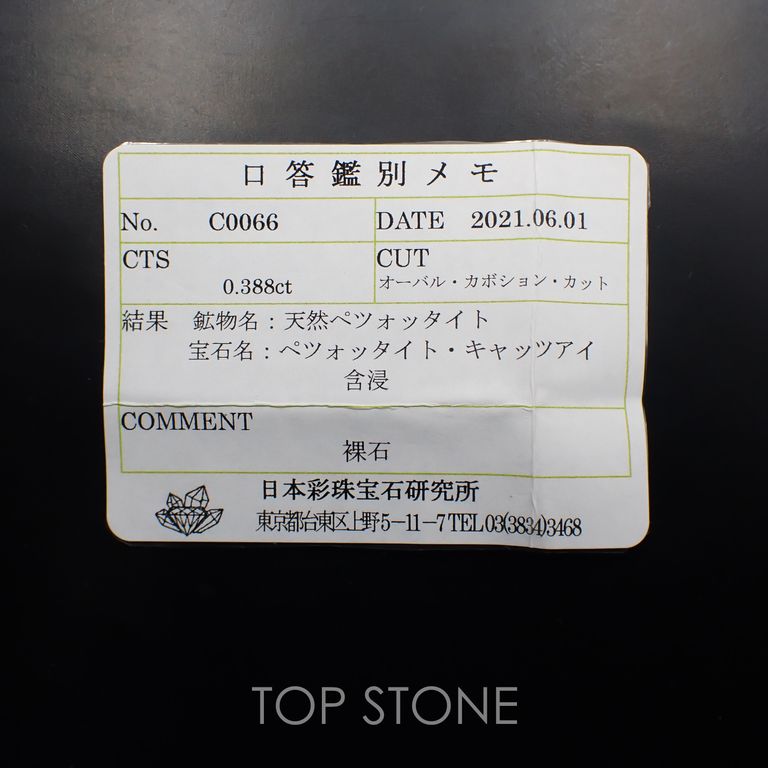 口答鑑別メモ
No. C0066 DATE 2021.06.01
CTS CUT
0.388ct オーバル・カボション・カット
結果 鉱物名：天然ペツォッタイト
宝石名：ペツォッタイト・キャッツアイ
含浸
COMMENT
裸石
日本彩珠宝石研究所
東京都台東区上野5-11-7 TEL 03(3834)3468
TOP STONE